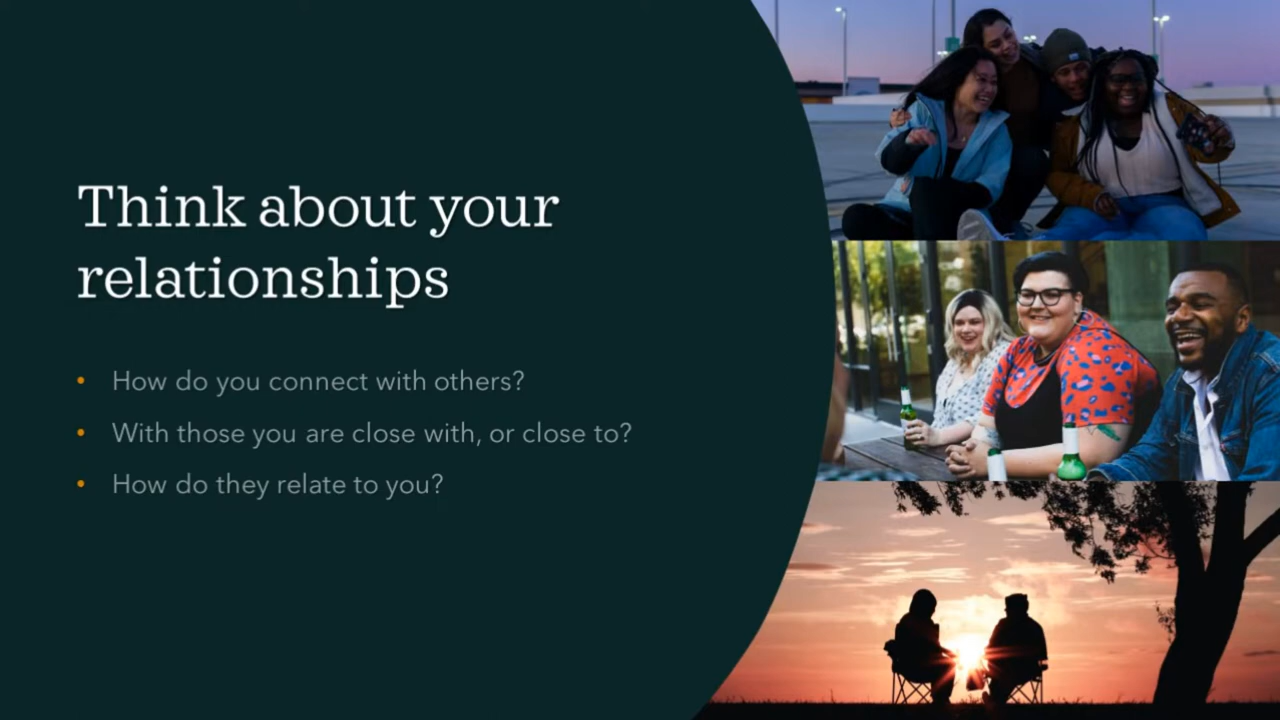 Think about your
relationships
• How do you connect with others?
• With those you are close with, or close to?
• How do they relate to you?